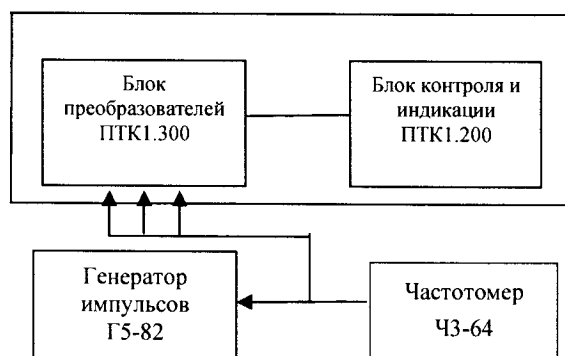 Блок
преобразователей
ПТК1.300
Блок контроля и
индикации
ПТК1.200
Генератор
импульсов
Г5-82
Частотомер
Ч3-64